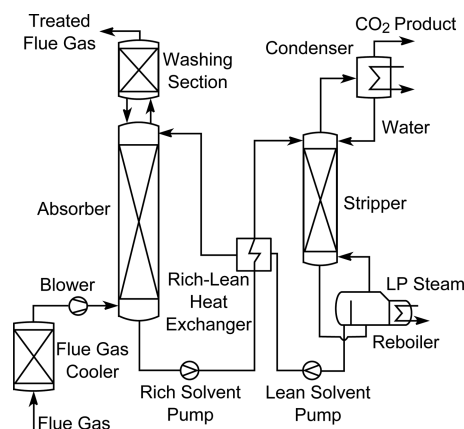 Treated
Flue Gas
Washing
Section
CO2 Product
Condenser
Water
Absorber
Stripper
Rich-Lean
Heat
Exchanger
LP Steam
Blower
Reboiler
Flue Gas
Cooler
Rich Solvent
Pump
Lean Solvent
Pump
Flue Gas